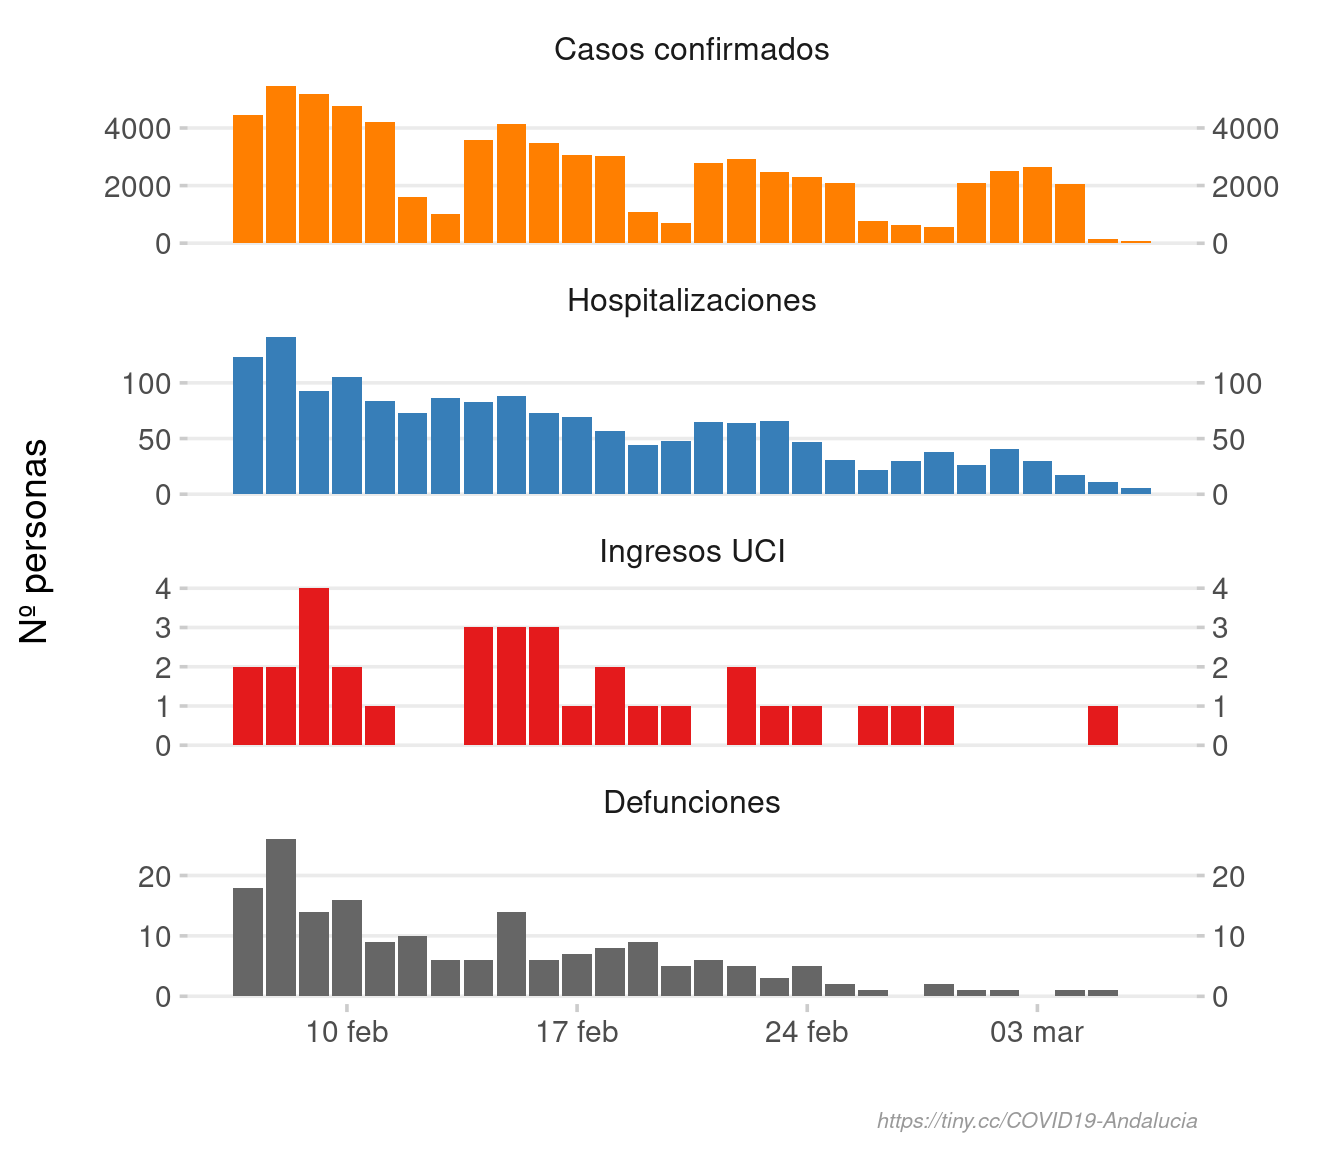 Casos confirmados
4000 4000
2000 2000
0 0
Hospitalizaciones
100 100
50 50
0 0
Nº personas
Ingresos UCI
4 4
3 3
2 2
1 1
0 0
Defunciones
20 20
10 10
0 0
10 feb 17 feb 24 feb 03 mar
https://tiny.cc/COVID19-Andalucia